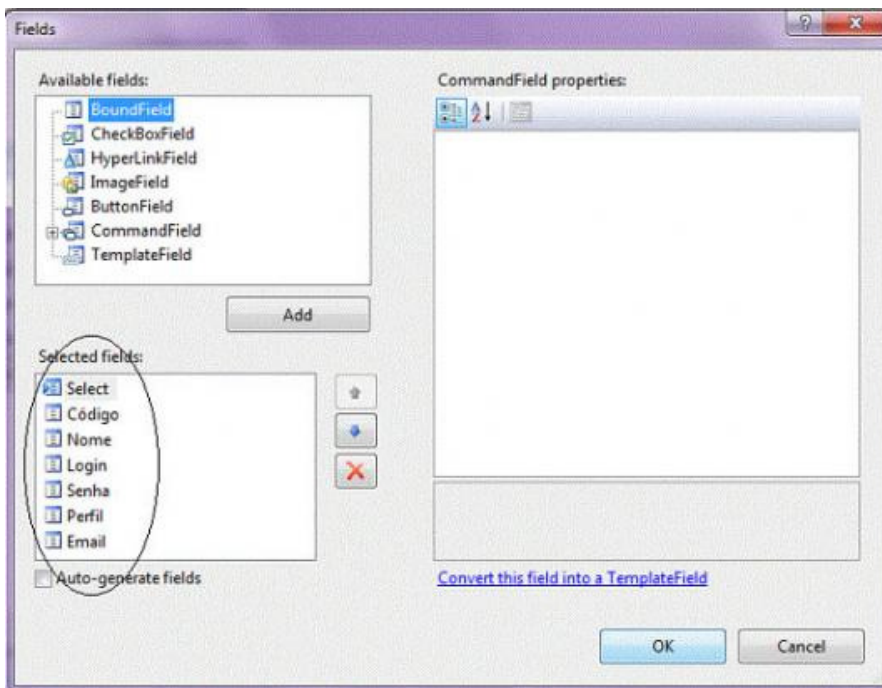 Fields
Available fields:
BoundField
CheckBoxField
HyperLinkField
ImageField
ButtonField
CommandField
TemplateField
Add
Selected fields:
Select
Código
Nome
Login
Senha
Perfil
Email
Auto-generate fields
CommandField properties:
Convert this field into a TemplateField
OK
Cancel